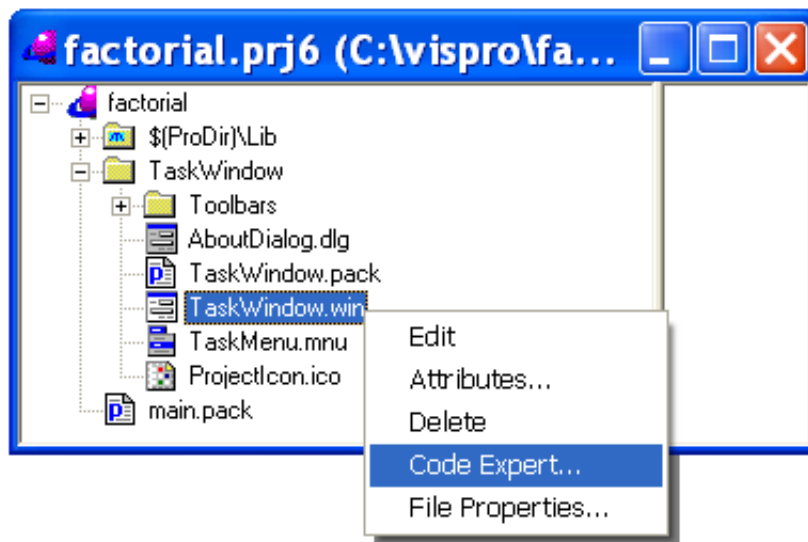 factorial.prj6 (C:\vispro\fa...
factorial
$(ProDir)\Lib
TaskWindow
Toolbars
AboutDialog.dlg
TaskWindow.pack
TaskWindow.win
TaskMenu.mnu
ProjectIcon.ico
main.pack
Edit
Attributes...
Delete
Code Expert...
File Properties...